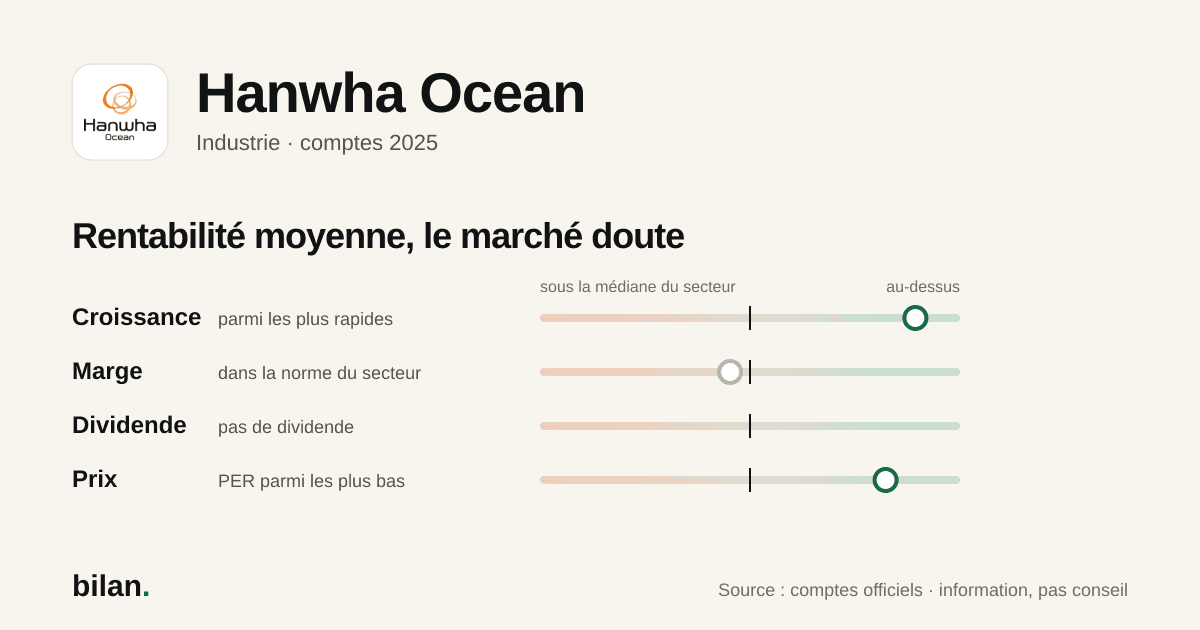 Hanwha
Ocean
Hanwha Ocean
Industrie · comptes 2025
Rentabilité moyenne, le marché doute
sous la médiane du secteur au-dessus
Croissance parmi les plus rapides
Marge dans la norme du secteur
Dividende pas de dividende
Prix PER parmi les plus bas
bilan.
Source : comptes officiels · information, pas conseil